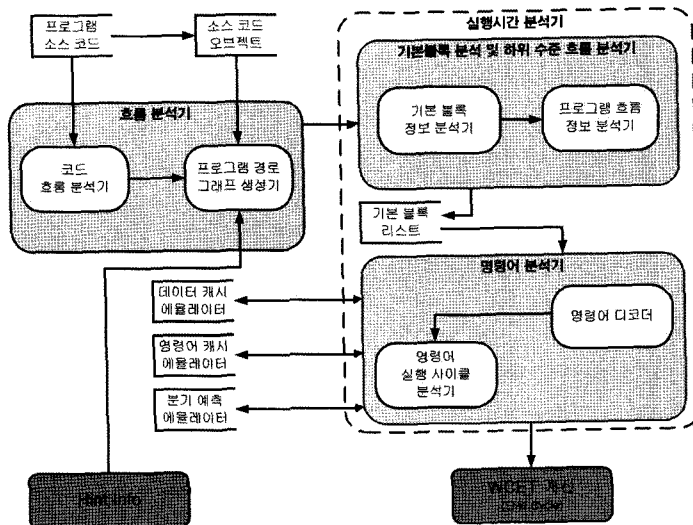 프로그램
소스 코드
소스 코드
오브젝트
실행시간 분석기
기본블록 분석 및 하위 수준 흐름 분석기
기본 블록
정보 분석기
프로그램 흐름
정보 분석기
흐름 분석기
코드
흐름 분석기
프로그램 경로
그래프 생성기
기본 블록
리스트
명령어 분석기
데이터 캐시
에뮬레이터
명령어 디코더
명령어 캐시
에뮬레이터
명령어
실행 사이클
분석기
분기 예측
에뮬레이터
Hint Info
WCET 계산